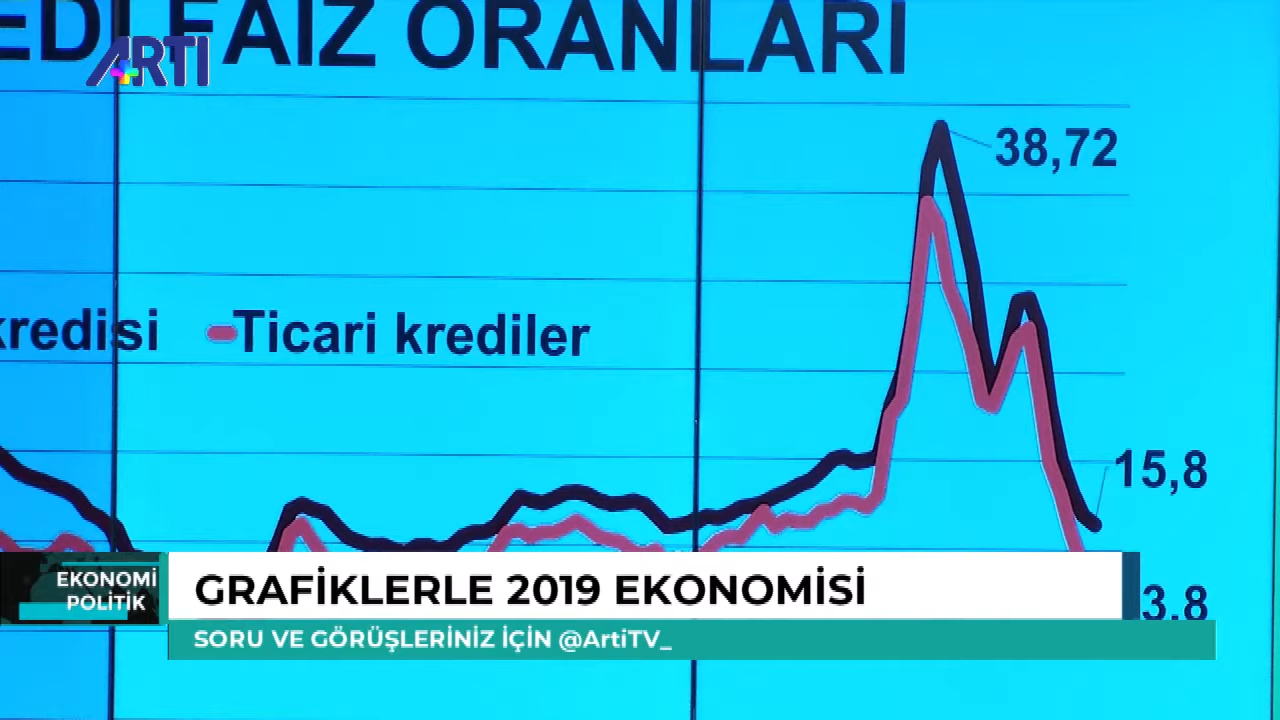 EDİ FAİZ ORANLARI
ARTI
38,72
kredisi Ticari krediler
15,8
3,8
EKONOMİ
POLİTİK
GRAFİKLERLE 2019 EKONOMİSİ
SORU VE GÖRÜŞLERİNİZ İÇİN @ArtiTV_